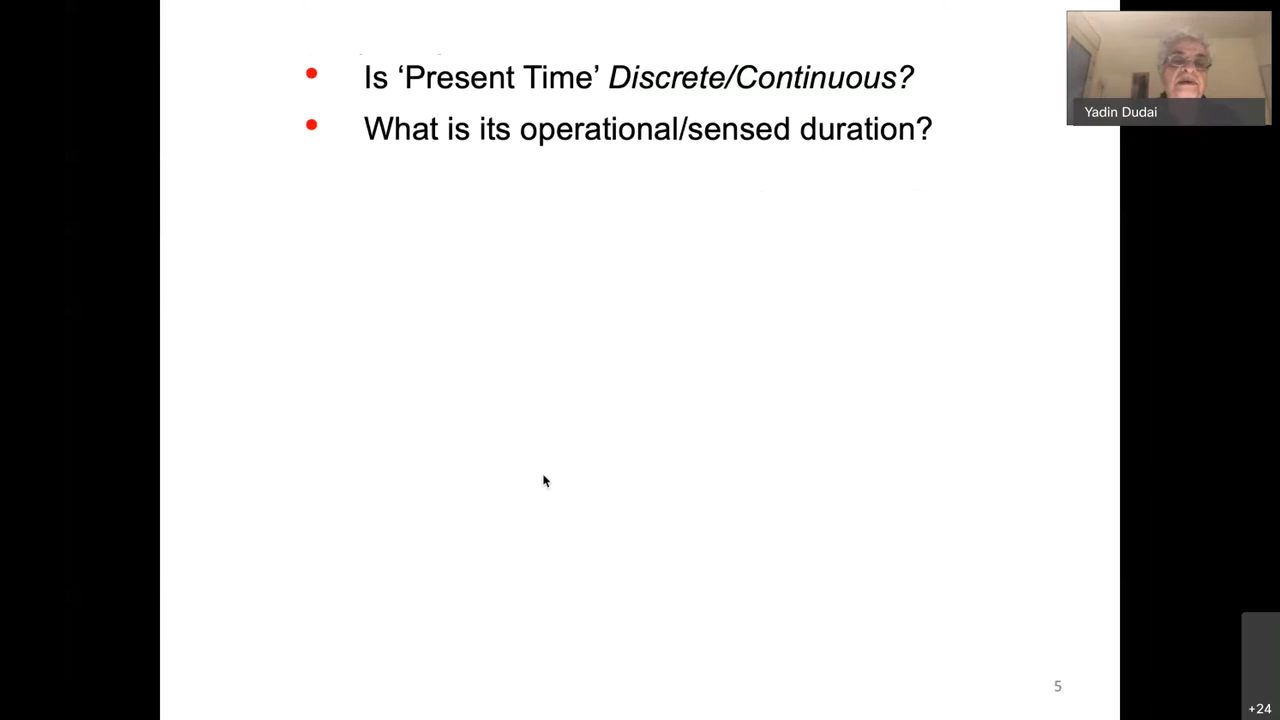 Is ‘Present Time’ Discrete/Continuous?
What is its operational/sensed duration?
Yadin Dudai
5
+24